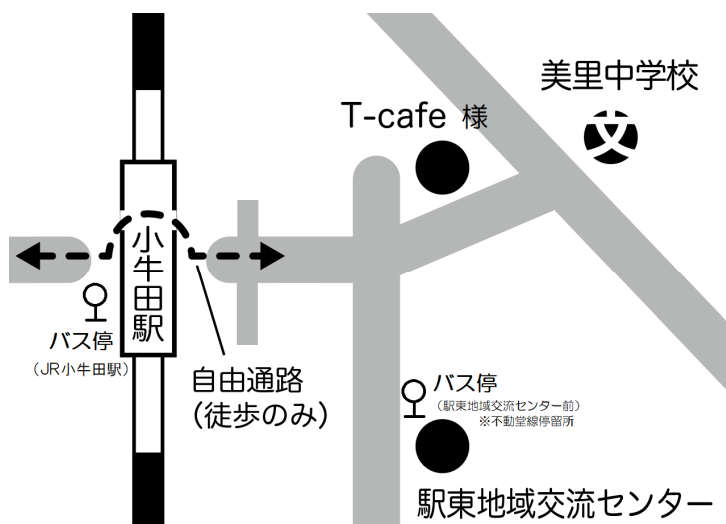 美里中学校
T-cafe 様
小牛田駅
バス停
（JR小牛田駅）
自由通路
（徒歩のみ）
バス停
（駅東地域交流センター前）
※不動堂線停留所
駅東地域交流センター